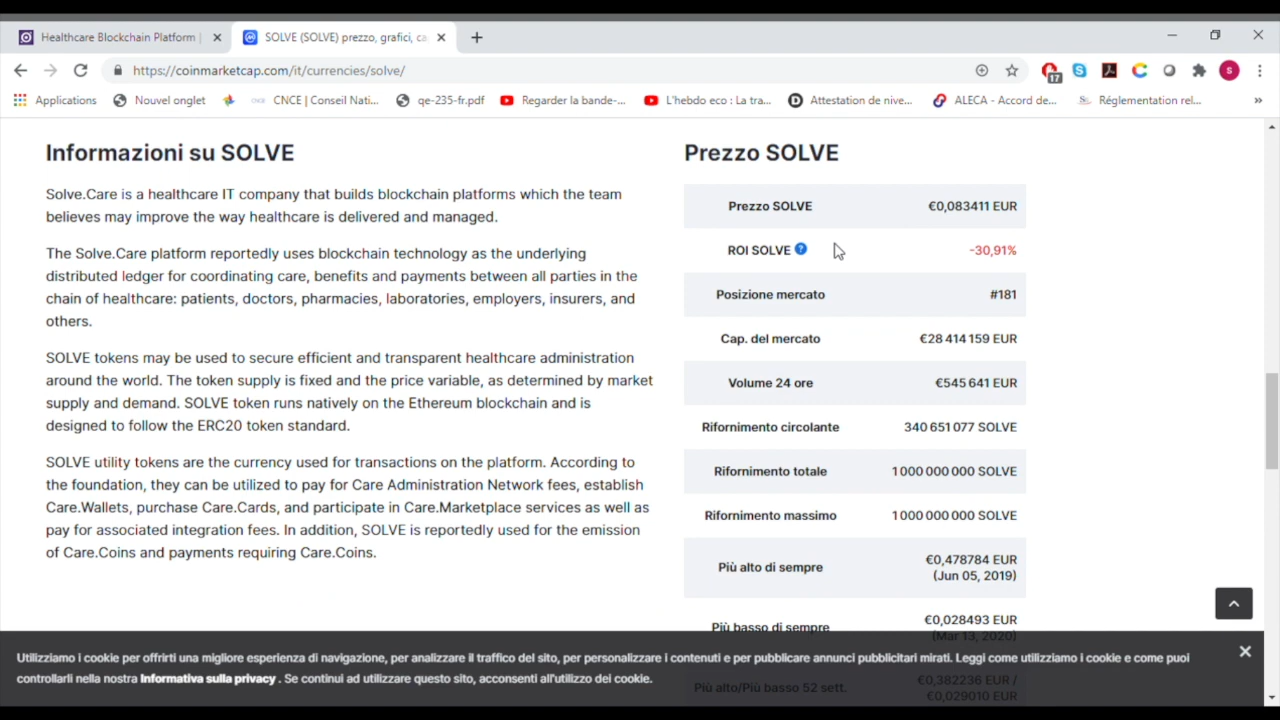 Healthcare Blockchain Platform |
SOLVE (SOLVE) prezzo, grafici, ca
https://coinmarketcap.com/it/currencies/solve/
17
S
Applications
Nouvel onglet
CNCE | Conseil Nati...
qe-235-fr.pdf
Regarder la bande-...
L'hebdo eco : La tra...
Attestation de nive...
ALECA - Accord de...
Réglementation rel...
»
Informazioni su SOLVE
Solve.Care is a healthcare IT company that builds blockchain platforms which the team
believes may improve the way healthcare is delivered and managed.
The Solve.Care platform reportedly uses blockchain technology as the underlying
distributed ledger for coordinating care, benefits and payments between all parties in the
chain of healthcare: patients, doctors, pharmacies, laboratories, employers, insurers, and
others.
SOLVE tokens may be used to secure efficient and transparent healthcare administration
around the world. The token supply is fixed and the price variable, as determined by market
supply and demand. SOLVE token runs natively on the Ethereum blockchain and is
designed to follow the ERC20 token standard.
SOLVE utility tokens are the currency used for transactions on the platform. According to
the foundation, they can be utilized to pay for Care Administration Network fees, establish
Care.Wallets, purchase Care.Cards, and participate in Care.Marketplace services as well as
pay for associated integration fees. In addition, SOLVE is reportedly used for the emission
of Care.Coins and payments requiring Care.Coins.
Prezzo SOLVE
Prezzo SOLVE €0,083411 EUR
ROI SOLVE ? -30,91%
Posizione mercato #181
Cap. del mercato €28 414 159 EUR
Volume 24 ore €545 641 EUR
Rifornimento circolante 340 651 077 SOLVE
Rifornimento totale 1 000 000 000 SOLVE
Rifornimento massimo 1 000 000 000 SOLVE
Più alto di sempre €0,478784 EUR
(Jun 05, 2019)
Più basso di sempre €0,028493 EUR
(Mar 13, 2020)
Utilizziamo i cookie per offrirti una migliore esperienza di navigazione, per analizzare il traffico del sito, per personalizzare i contenuti e per pubblicare annunci pubblicitari mirati. Leggi come utilizziamo i cookie e come puoi
controllarli nella nostra Informativa sulla privacy . Se continui ad utilizzare questo sito, acconsenti all'utilizzo dei cookie.
Più alto/Più basso 52 sett. €0,382236 EUR /
€0,029010 EUR